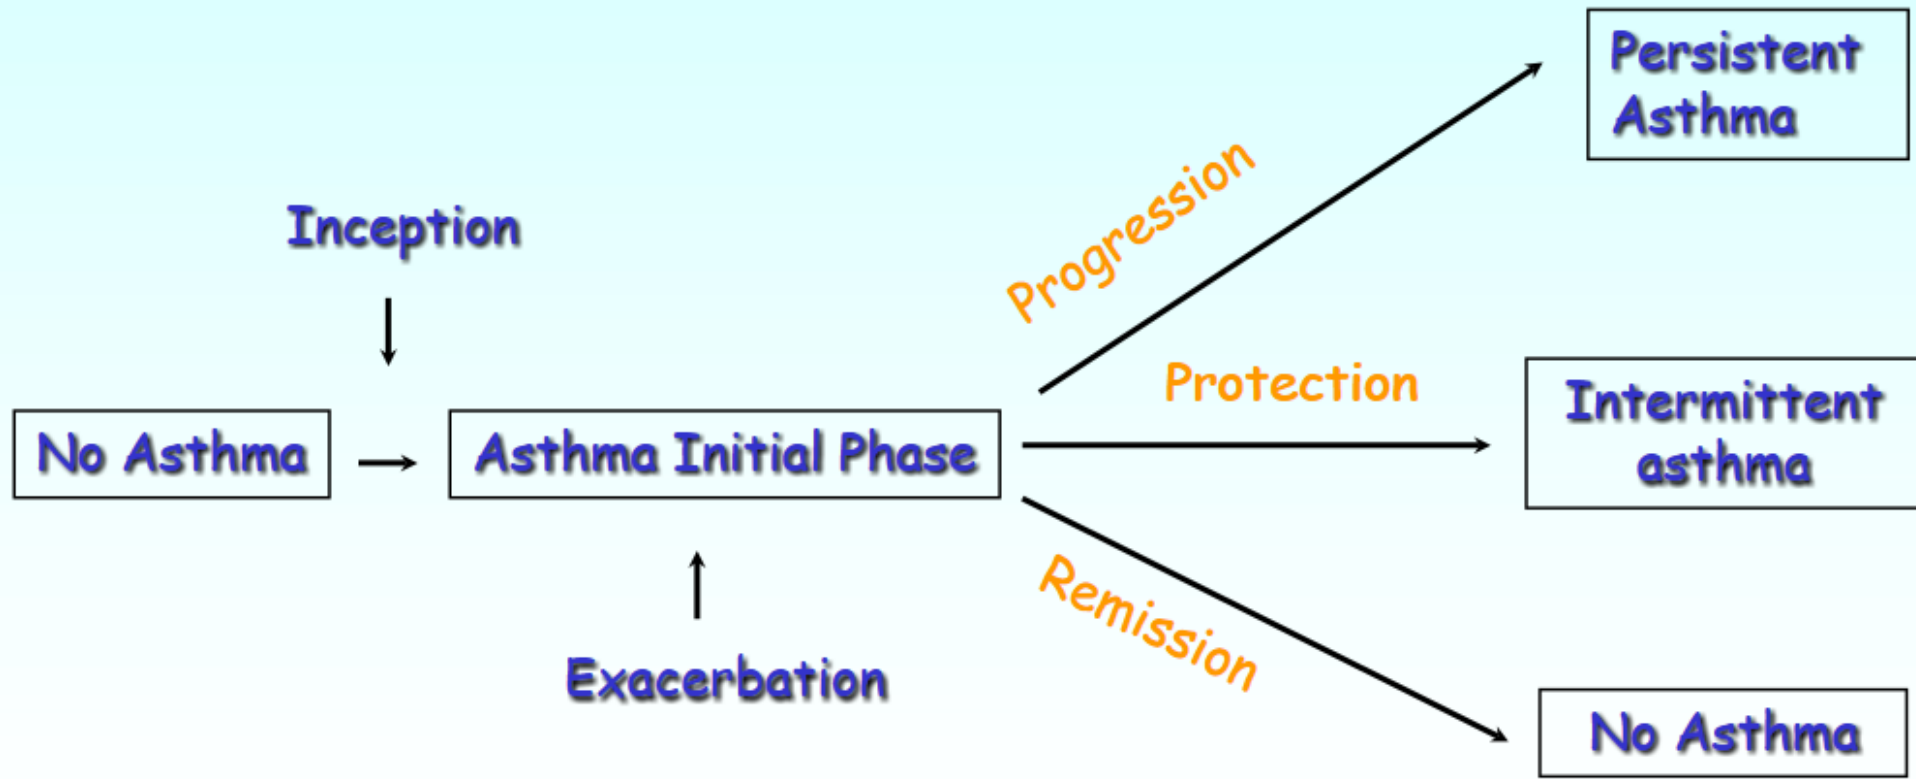 Persistent
Asthma
Inception
Progression
Protection
No Asthma
Asthma Initial Phase
Intermittent
asthma
Remission
Exacerbation
No Asthma